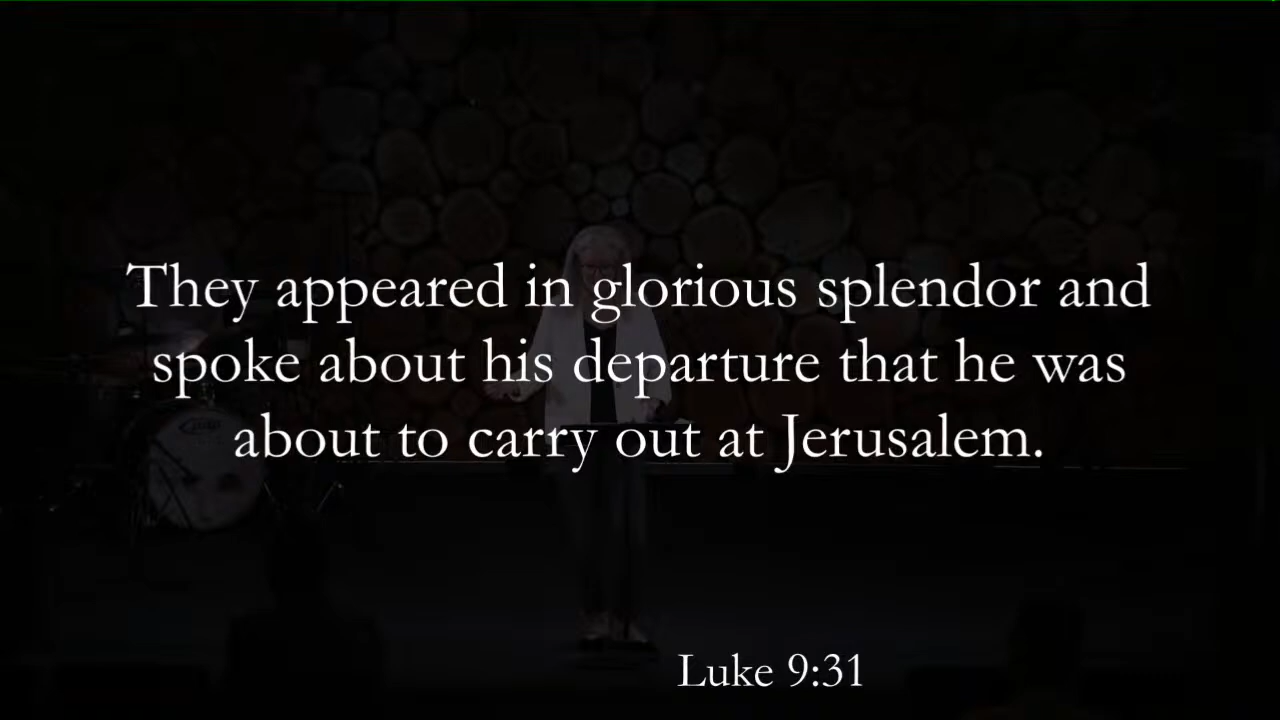 They appeared in glorious splendor and
spoke about his departure that he was
about to carry out at Jerusalem.
Luke 9:31